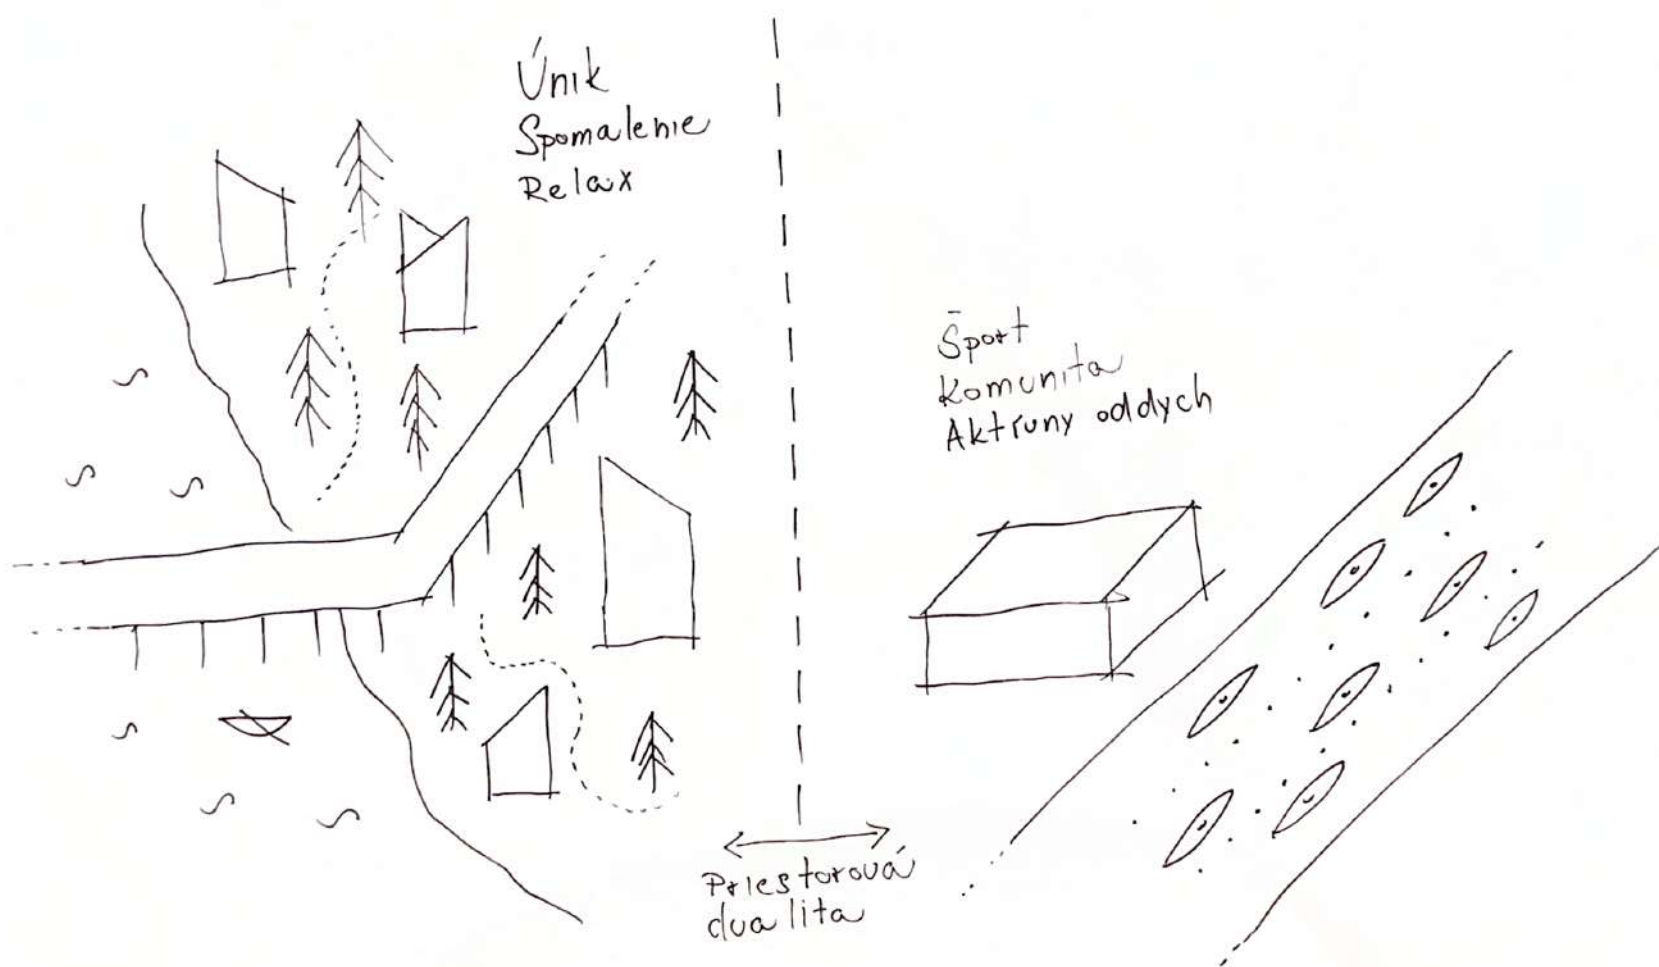 Únik
Spomalenie
Relax
Šport
Komunita
Aktívny oddych
Priestorová
dualita